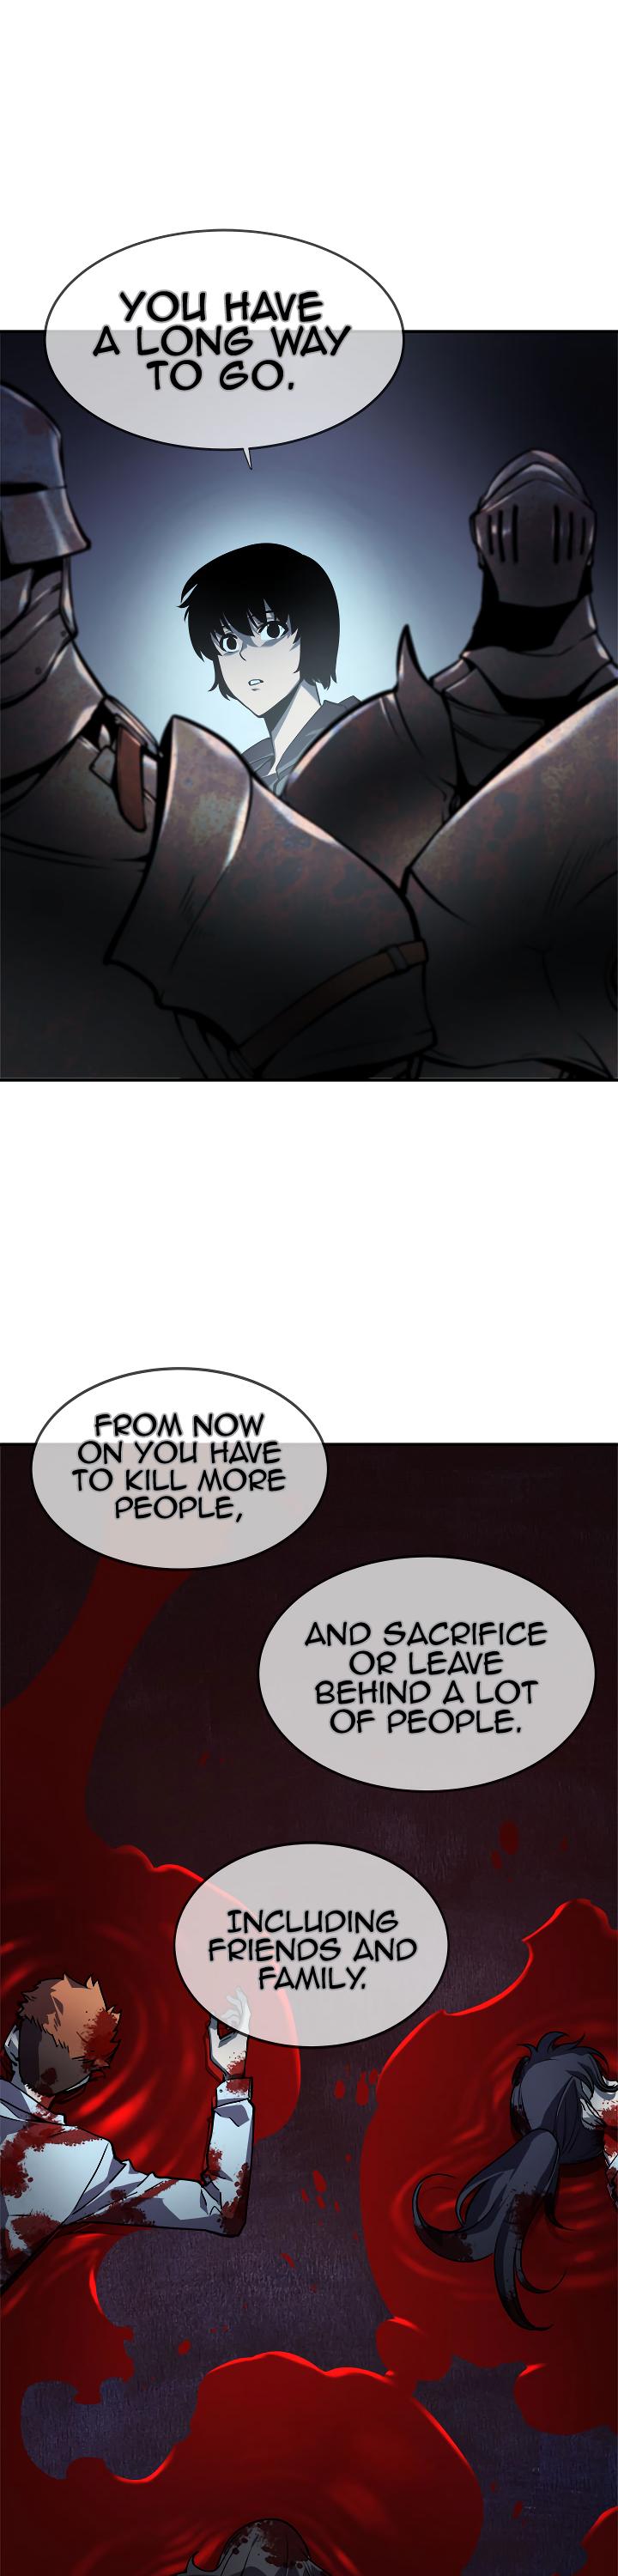 YOU HAVE
A LONG WAY
TO GO.
FROM NOW
ON YOU HAVE
TO KILL MORE
PEOPLE,
AND SACRIFICE
OR LEAVE
BEHIND A LOT
OF PEOPLE.
INCLUDING
FRIENDS AND
FAMILY.